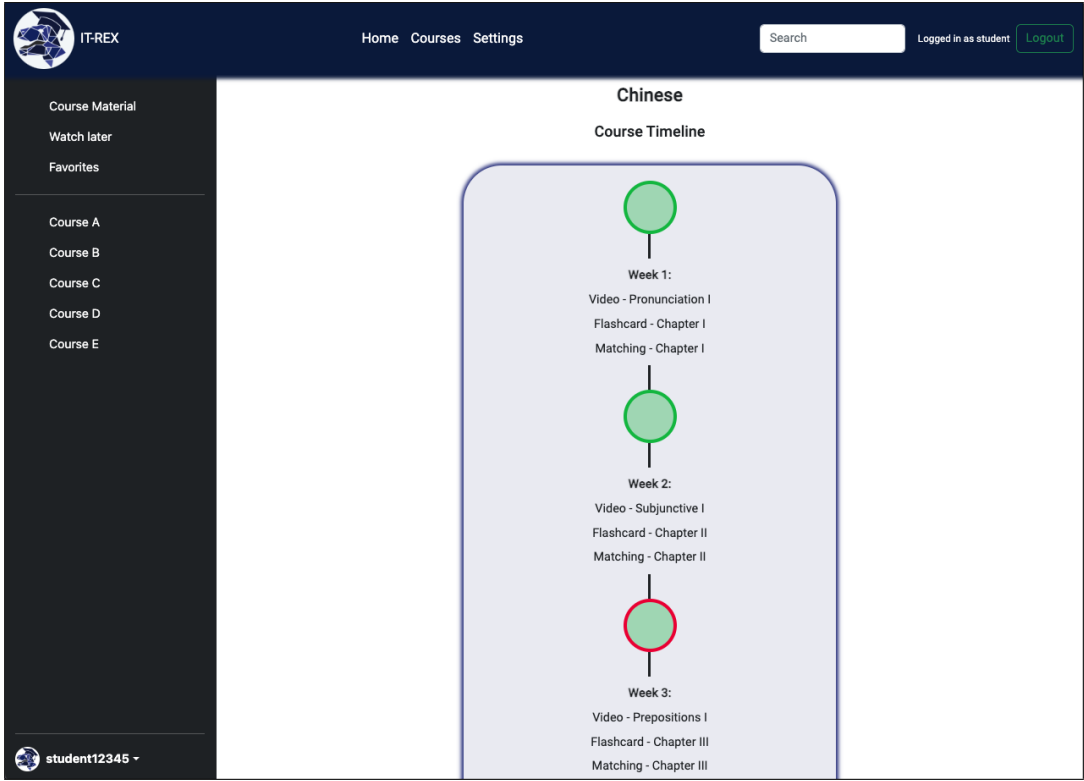 IT-REX
Home Courses Settings
Search
Logged in as student
Logout
Course Material
Watch later
Favorites
Course A
Course B
Course C
Course D
Course E
student12345
Chinese
Course Timeline
Week 1:
Video - Pronunciation I
Flashcard - Chapter I
Matching - Chapter I
Week 2:
Video - Subjunctive I
Flashcard - Chapter II
Matching - Chapter II
Week 3:
Video - Prepositions I
Flashcard - Chapter III
Matching - Chapter III